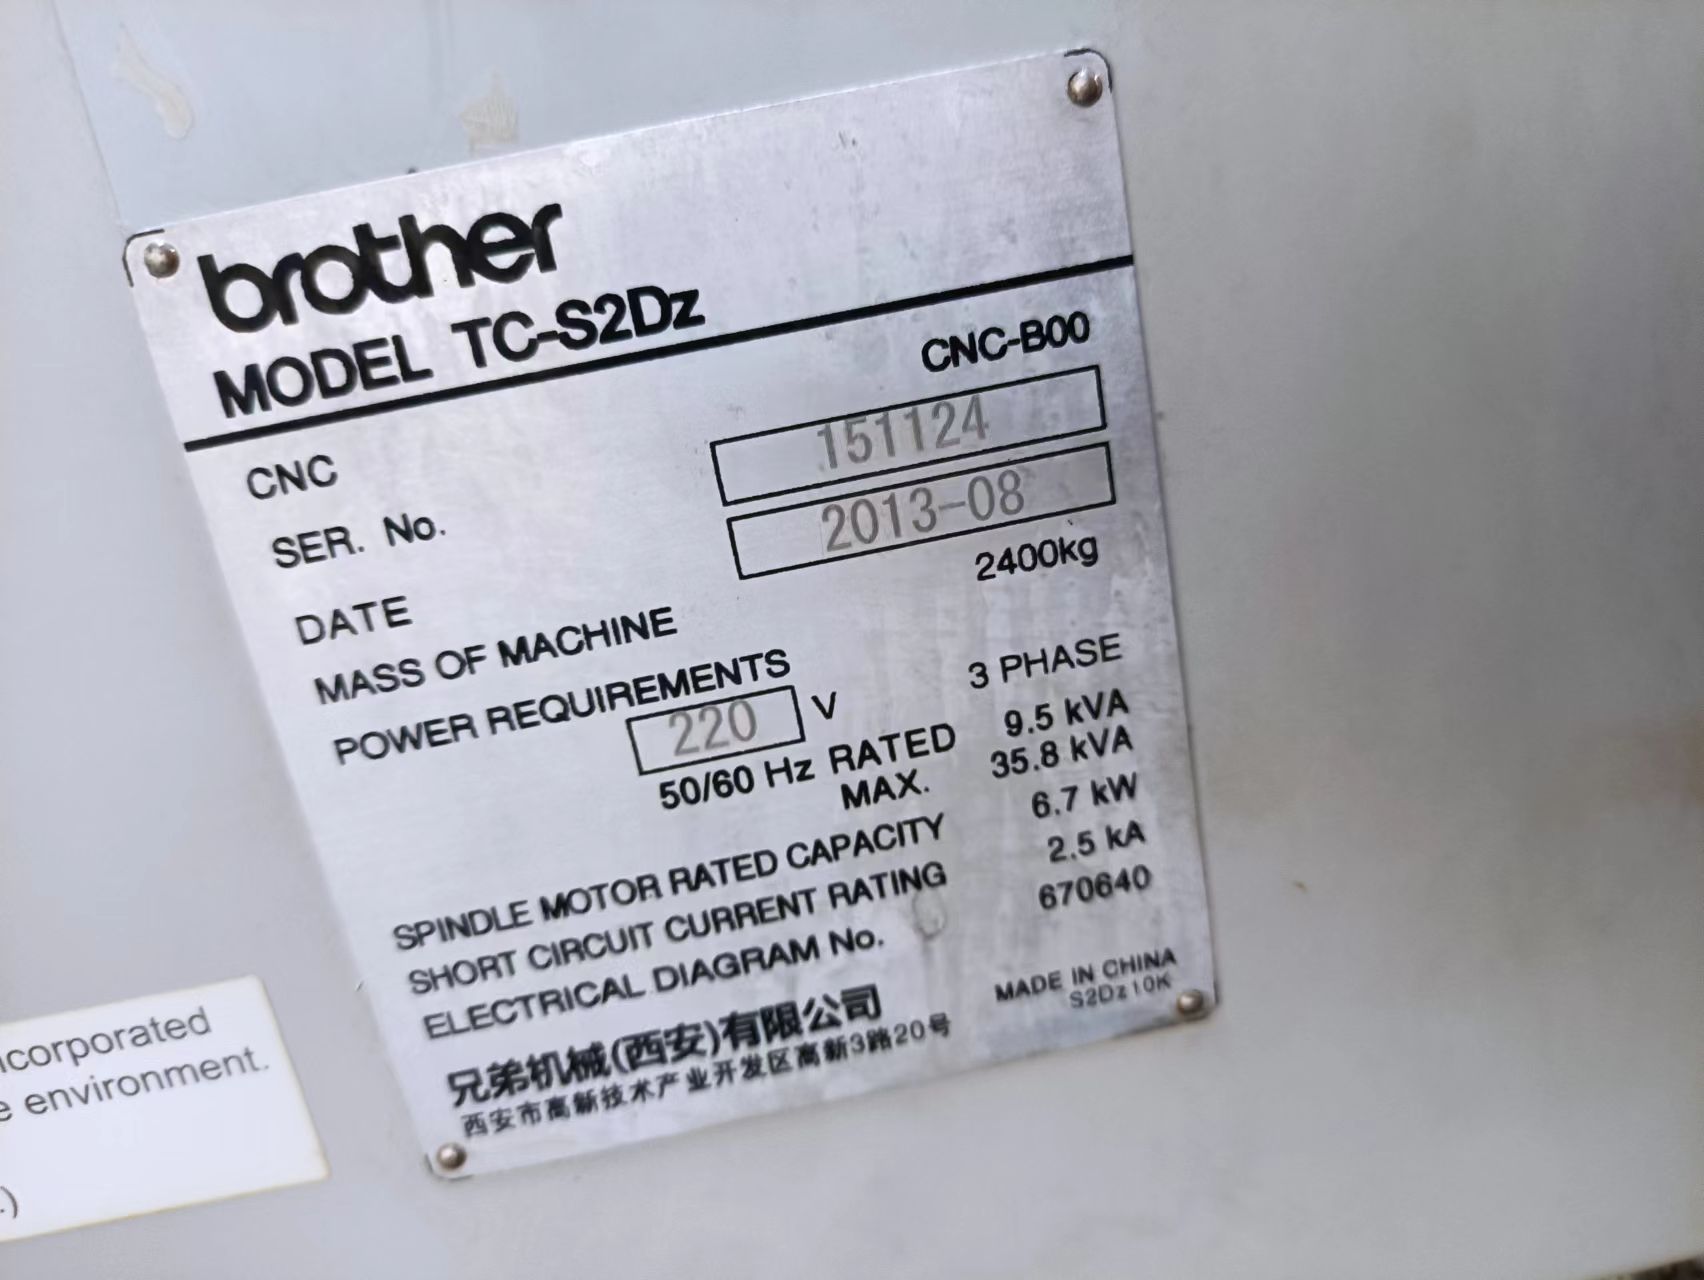 brother
MODEL TC-S2Dz
CNC CNC-B00
SER. No. 151124
DATE 2013-08
MASS OF MACHINE 2400kg
POWER REQUIREMENTS 3 PHASE
220 V
50/60 Hz RATED 9.5 kVA
MAX. 35.8 kVA
SPINDLE MOTOR RATED CAPACITY 6.7 kW
SHORT CIRCUIT CURRENT RATING 2.5 kA
ELECTRICAL DIAGRAM No. 670640
兄弟机械(西安)有限公司
西安市高新技术产业开发区高新3路20号
MADE IN CHINA
S2Dz10K
corporated
environment.
.)